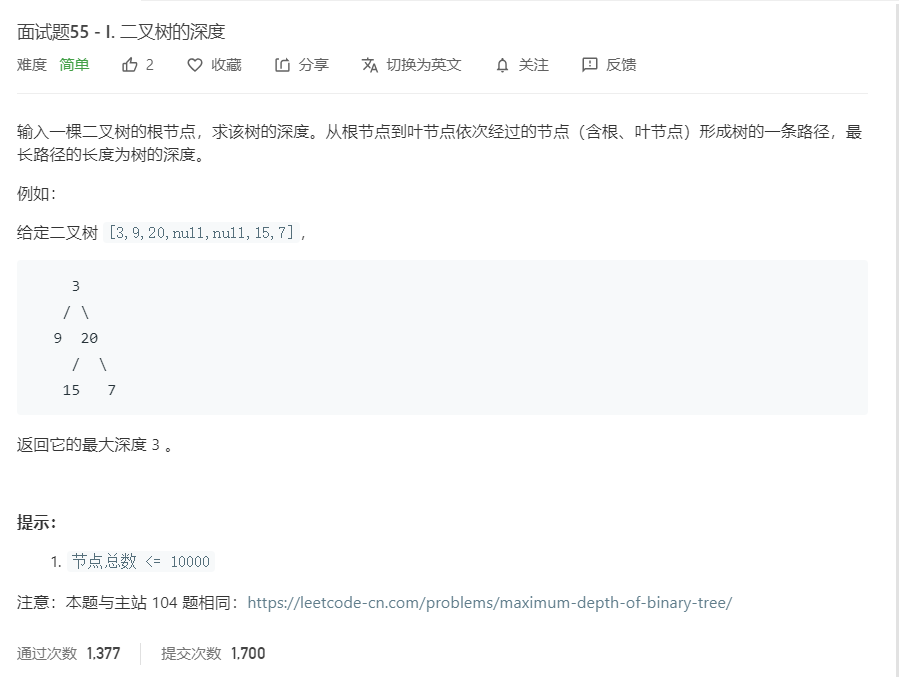 面试题55 - I. 二叉树的深度
难度 简单 2 收藏 分享 切换为英文 关注 反馈
输入一棵二叉树的根节点，求该树的深度。从根节点到叶节点依次经过的节点（含根、叶节点）形成树的一条路径，最
长路径的长度为树的深度。
例如：
给定二叉树 [3,9,20,null,null,15,7]，
3
/ \
9 20
/ \
15 7
返回它的最大深度 3 。
提示：
1. 节点总数 <= 10000
注意：本题与主站 104 题相同：https://leetcode-cn.com/problems/maximum-depth-of-binary-tree/
通过次数 1,377 提交次数 1,700